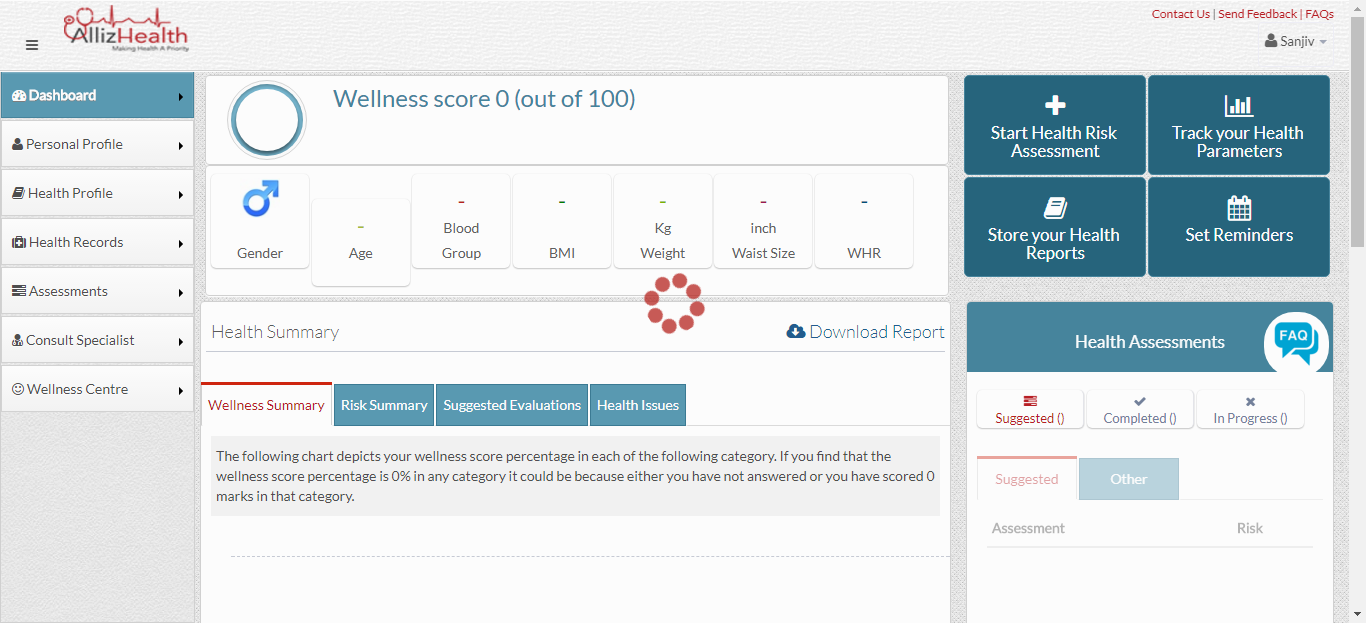 Contact Us | Send Feedback | FAQs
AllizHealth
Making Health A Priority
Sanjiv
Dashboard
Personal Profile
Health Profile
Health Records
Assessments
Consult Specialist
Wellness Centre
Wellness score 0 (out of 100)
Gender
-
Age
-
Blood
Group
-
BMI
-
Kg
Weight
-
inch
Waist Size
-
WHR
Start Health Risk
Assessment
Track your Health
Parameters
Store your Health
Reports
Set Reminders
Health Summary
Download Report
Wellness Summary
Risk Summary
Suggested Evaluations
Health Issues
The following chart depicts your wellness score percentage in each of the following category. If you find that the
wellness score percentage is 0% in any category it could be because either you have not answered or you have scored 0
marks in that category.
Health Assessments
FAQ
Suggested ()
Completed ()
In Progress ()
Suggested
Other
Assessment
Risk